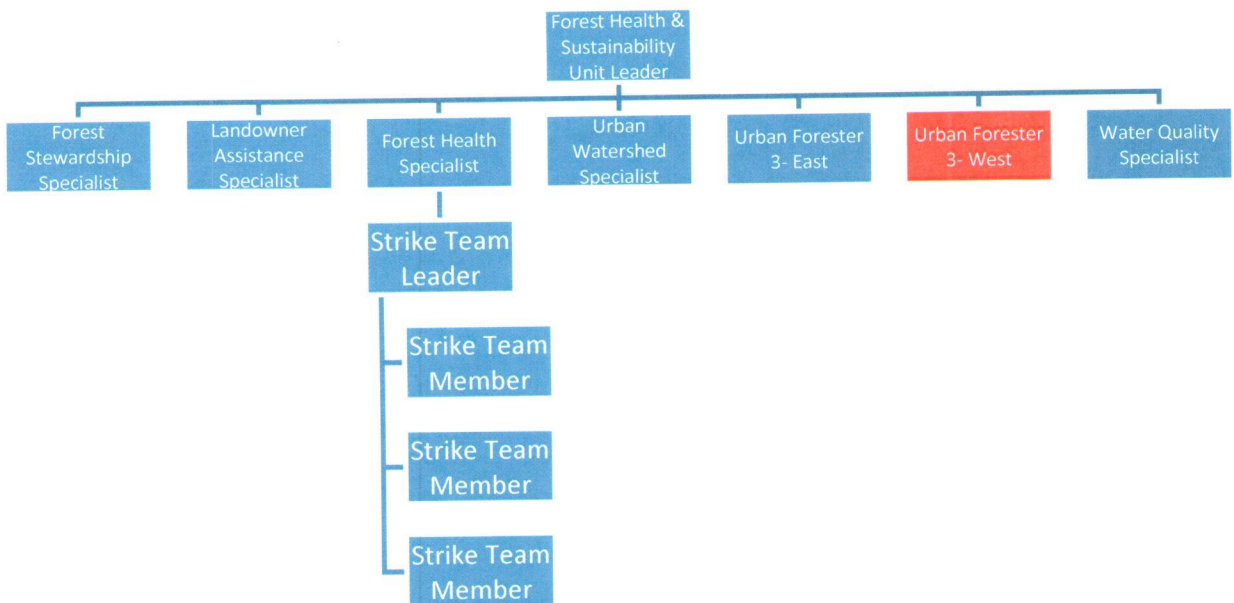 Forest Health &
Sustainability
Unit Leader
Forest
Stewardship
Specialist
Landowner
Assistance
Specialist
Forest Health
Specialist
Urban
Watershed
Specialist
Urban Forester
3- East
Urban Forester
3- West
Water Quality
Specialist
Strike Team
Leader
Strike Team
Member
Strike Team
Member
Strike Team
Member